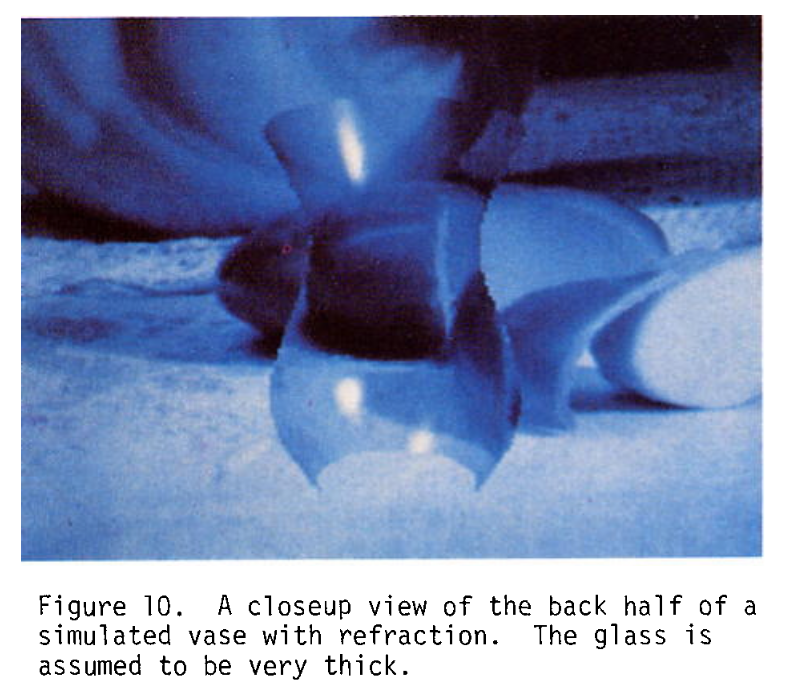 Figure 10. A closeup view of the back half of a
simulated vase with refraction. The glass is
assumed to be very thick.